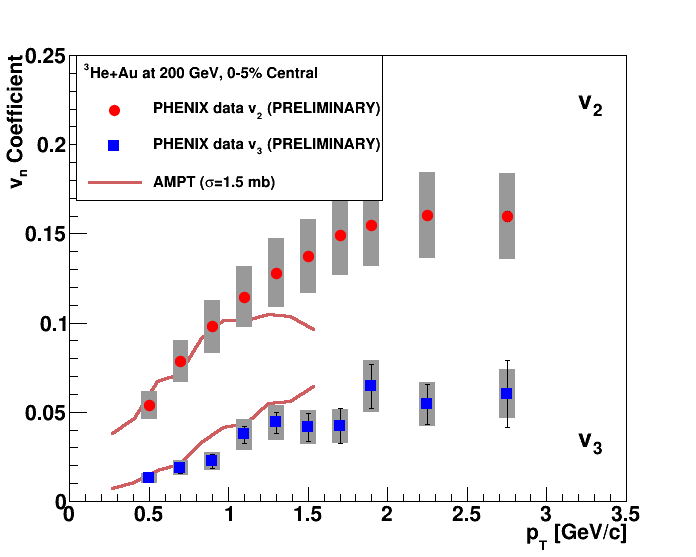 ³He+Au at 200 GeV, 0-5% Central
PHENIX data v₂ (PRELIMINARY)
PHENIX data v₃ (PRELIMINARY)
AMPT (σ=1.5 mb)
v₂
v₃
vₙ Coefficient
0.25
0.2
0.15
0.1
0.05
0
0 0.5 1 1.5 2 2.5 3 3.5
p_T [GeV/c]